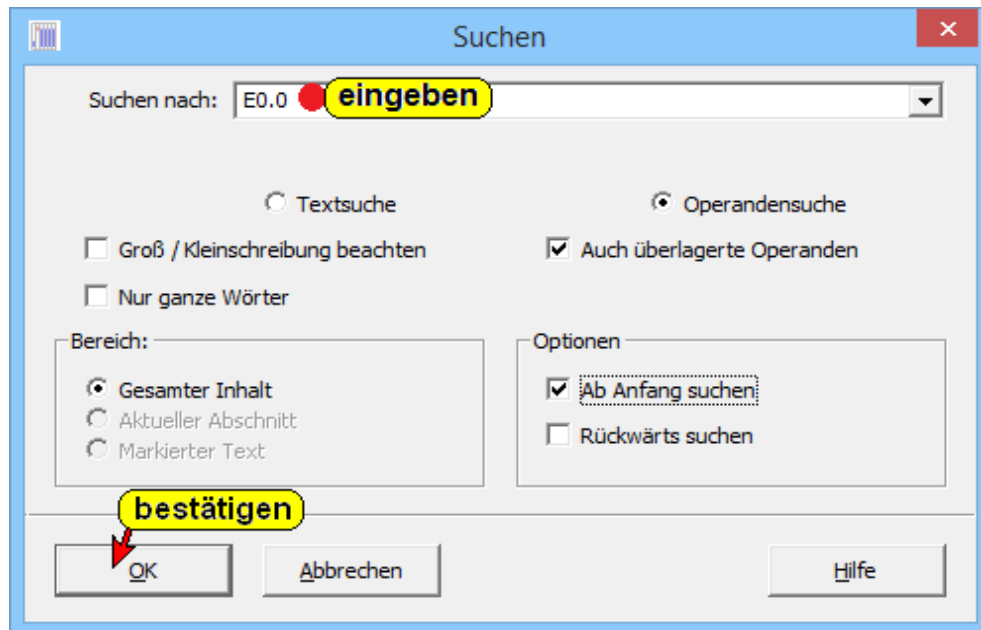 Suchen
Suchen nach: E0.0 eingeben
Textsuche
Operandensuche
Groß / Kleinschreibung beachten
Auch überlagerte Operanden
Nur ganze Wörter
Bereich:
Optionen
Gesamter Inhalt
Ab Anfang suchen
Aktueller Abschnitt
Rückwärts suchen
Markierter Text
bestätigen
OK
Abbrechen
Hilfe